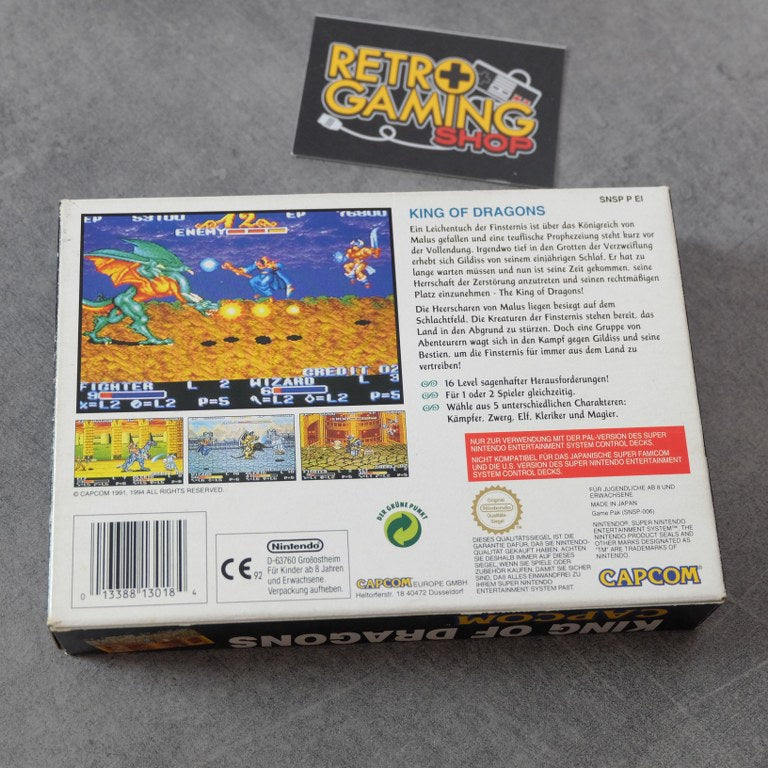 RETRO
GAMING
SHOP
SNSP P EI
EP 53100 12 EP 76800
ENEMY
CREDIT 02
FIGHTER L 2 WIZARD L 3
KING OF DRAGONS
Ein Leichentuch der Finsternis ist über das Königreich von
Malus gefallen und eine teuflische Prophezeiung steht kurz vor
der Vollendung. Irgendwo tief in den Grotten der Verzweiflung
erhebt sich Gildiss von seinem einjährigen Schlaf. Er hat zu
lange warten müssen und nun ist seine Zeit gekommen, seine
Herrschaft der Zerstörung anzutreten und seinen rechtmäßigen
Platz einzunehmen - The King of Dragons!
Die Heerscharen von Malus liegen besiegt auf dem
Schlachtfeld. Die Kreaturen der Finsternis stehen bereit, das
Land in den Abgrund zu stürzen. Doch eine Gruppe von
Abenteurern wagt sich in den Kampf gegen Gildiss und seine
Bestien, um die Finsternis für immer aus dem Land zu
vertreiben!
16 Level sagenhafter Herausforderungen!
Für 1 oder 2 Spieler gleichzeitig.
Wähle aus 5 unterschiedlichen Charakteren:
Kämpfer, Zwerg, Elf, Kleriker und Magier.
NUR ZUR VERWENDUNG MIT DER PAL-VERSION DES SUPER
NINTENDO ENTERTAINMENT SYSTEM CONTROL DECKS.
NICHT KOMPATIBEL FÜR DAS JAPANISCHE SUPER FAMICOM
UND DIE U.S. VERSION DES SUPER NINTENDO ENTERTAINMENT
SYSTEM CONTROL DECKS.
© CAPCOM 1991, 1994 ALL RIGHTS RESERVED.
0 13388 13018 4
CE 92
Nintendo
D-63760 Großostheim
Für Kinder ab 8 Jahren
und Erwachsene.
Verpackung aufheben.
DER GRÜNE PUNKT
CAPCOM EUROPE GMBH
Heltorferstr. 18 40472 Düsseldorf
Original
Nintendo
Qualitäts
Siegel
DIESES QUALITÄTSSIEGEL IST DIE
GARANTIE DAFÜR, DAß SIE NINTENDO-
QUALITÄT GEKAUFT HABEN. ACHTEN
SIE DESHALB IMMER AUF DIESES
SIEGEL, WENN SIE SPIELE ODER
ZUBEHÖR KAUFEN, DAMIT SIE SICHER
SIND, DAß ALLES EINWANDFREI ZU
IHREM SUPER NINTENDO
ENTERTAINMENT SYSTEM PAßT.
FÜR JUGENDLICHE AB 8 UND
ERWACHSENE
MADE IN JAPAN
Game Pak (SNSP-006)
NINTENDO®, SUPER NINTENDO
ENTERTAINMENT SYSTEM™, THE
NINTENDO PRODUCT SEALS AND
OTHER MARKS DESIGNATED AS
"TM" ARE TRADEMARKS OF
NINTENDO.
CAPCOM®
KING OF DRAGONS
CAPCOM